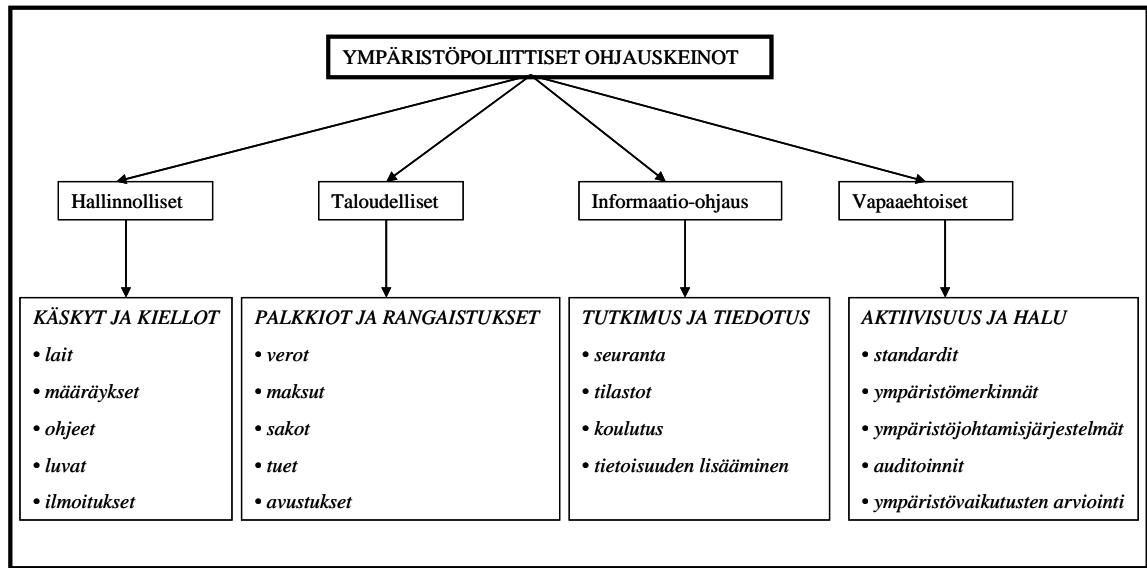 YMPÄRISTÖPOLIITTISET OHJAUSKEINOT
Hallinnolliset
Taloudelliset
Informaatio-ohjaus
Vapaaehtoiset
KÄSKYT JA KIELLOT
• lait
• määräykset
• ohjeet
• luvat
• ilmoitukset
PALKKIOT JA RANGAISTUKSET
• verot
• maksut
• sakot
• tuet
• avustukset
TUTKIMUS JA TIEDOTUS
• seuranta
• tilastot
• koulutus
• tietoisuuden lisääminen
AKTIIVISUUS JA HALU
• standardit
• ympäristömerkinnät
• ympäristöjohtamisjärjestelmät
• auditoinnit
• ympäristövaikutusten arviointi